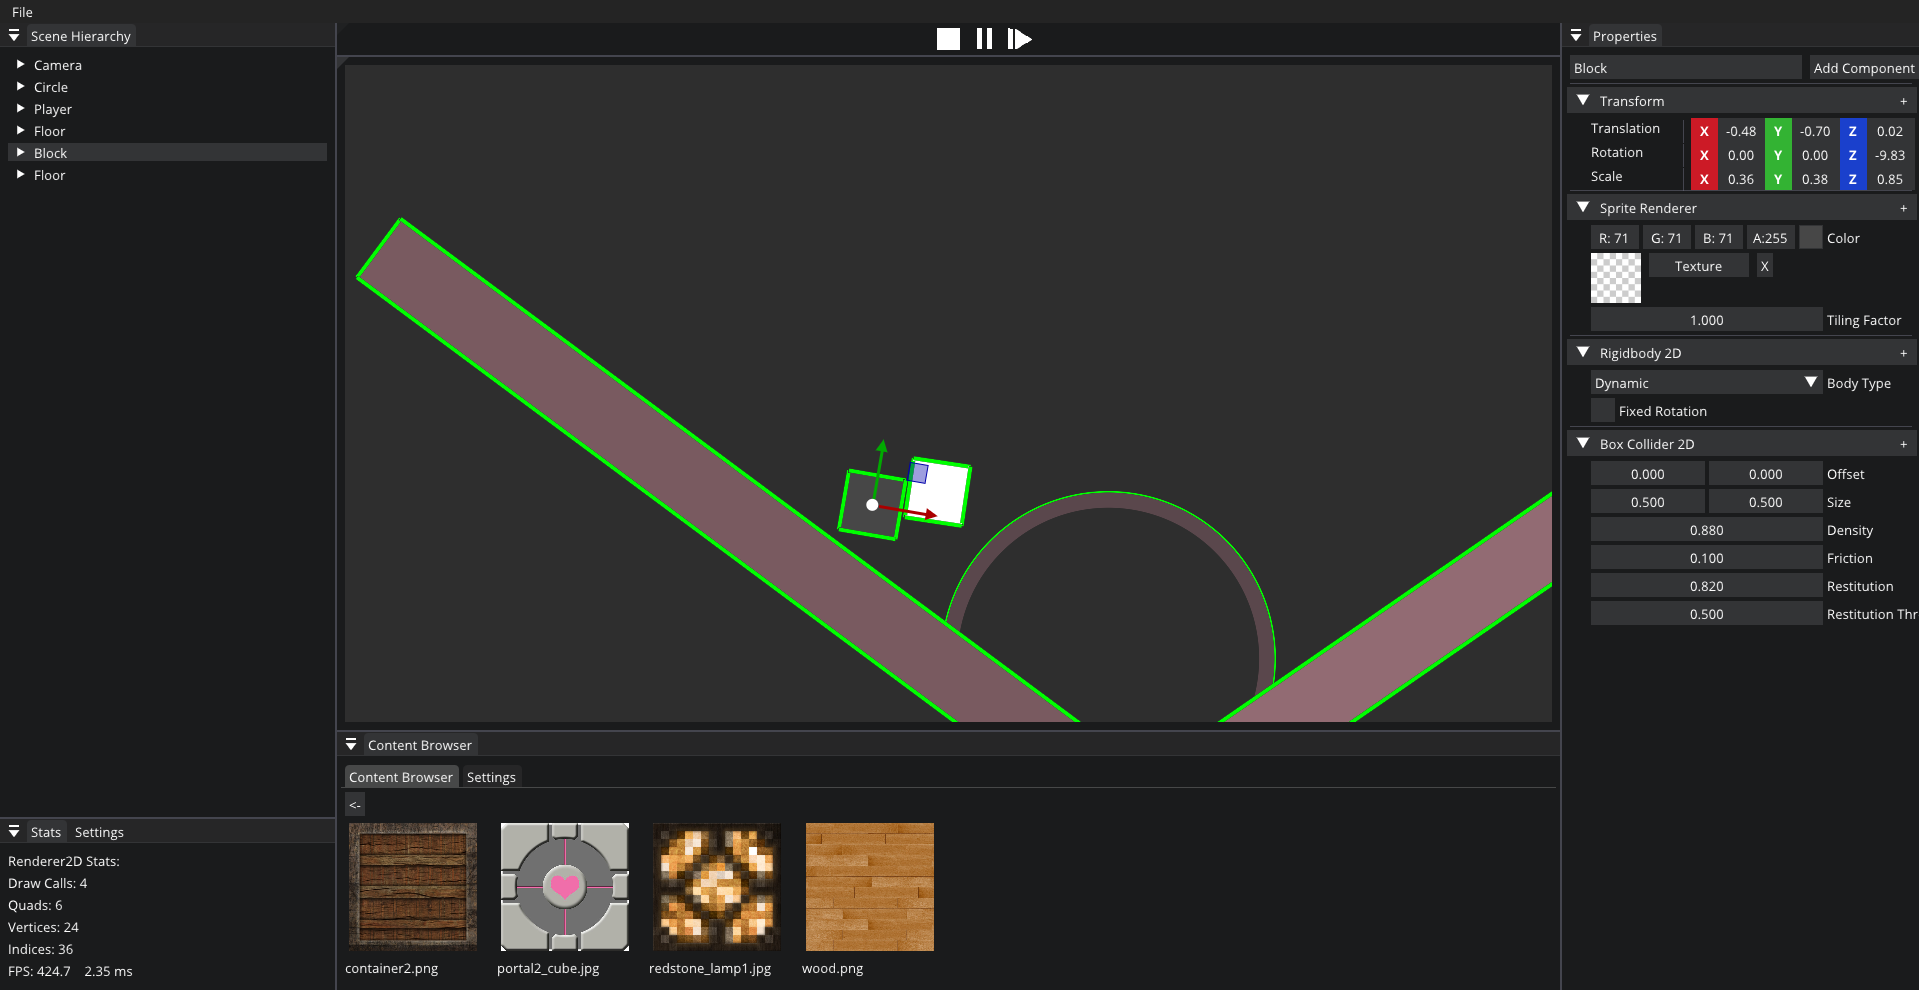 File
Scene Hierarchy
Camera
Circle
Player
Floor
Block
Floor
Stats Settings
Renderer2D Stats:
Draw Calls: 4
Quads: 6
Vertices: 24
Indices: 36
FPS: 424.7 2.35 ms
Content Browser
Content Browser Settings
<-
container2.png portal2_cube.jpg redstone_lamp1.jpg wood.png
Properties
Block Add Component
Transform +
Translation X -0.48 Y -0.70 Z 0.02
Rotation X 0.00 Y 0.00 Z -9.83
Scale X 0.36 Y 0.38 Z 0.85
Sprite Renderer +
R: 71 G: 71 B: 71 A:255 Color
Texture X
1.000 Tiling Factor
Rigidbody 2D +
Dynamic Body Type
Fixed Rotation
Box Collider 2D +
0.000 0.000 Offset
0.500 0.500 Size
0.880 Density
0.100 Friction
0.820 Restitution
0.500 Restitution Thr